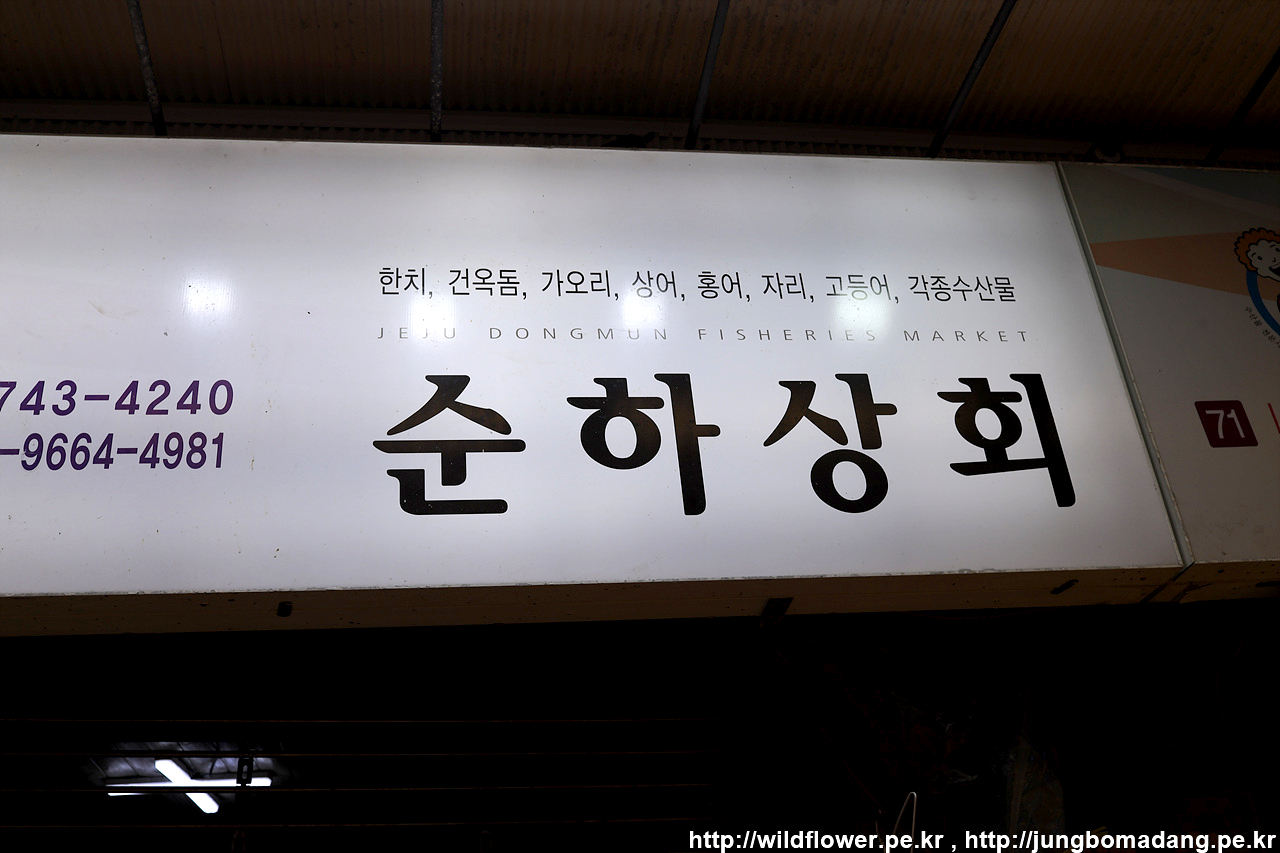 한치, 건옥돔, 가오리, 상어, 홍어, 자리, 고등어, 각종수산물
JEJU DONGMUN FISHERIES MARKET
743-4240
-9664-4981
순하상회
71
http://wildflower.pe.kr , http://jungbomadang.pe.kr